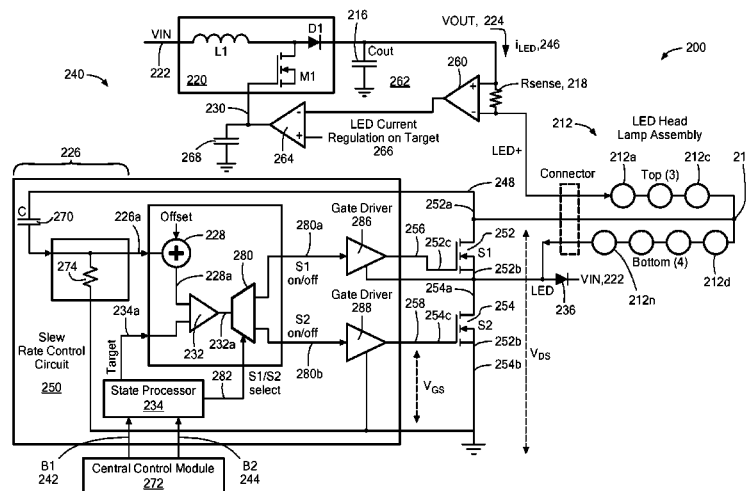 VIN
222
L1
D1
M1
220
216
Cout
VOUT, 224
iLED,246
200
240
230
262
260
+
-
Rsense, 218
212
LED Head
Lamp Assembly
268
264
-
+
LED Current
Regulation on Target
266
LED+
Connector
212a
Top (3)
212c
21
226
248
252a
C
270
226a
Offset
228
+
228a
274
280
280a
S1
on/off
Gate Driver
286
256
252c
252
S1
252b
254a
LED
VIN,222
236
212n
Bottom (4)
212d
234a
Target
232
232a
S2
on/off
280b
Gate Driver
288
258
254c
254
S2
252b
254b
VGS
VDS
Slew
Rate Control
Circuit
250
State Processor
234
282
S1/S2
select
B1
242
Central Control Module
272
B2
244